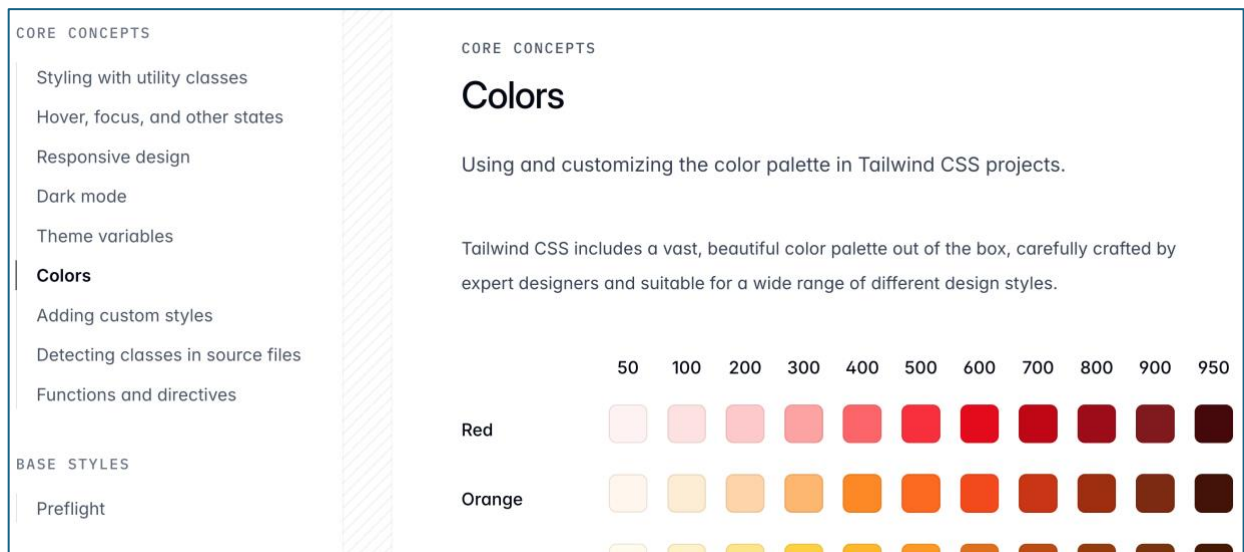 CORE CONCEPTS
Styling with utility classes
Hover, focus, and other states
Responsive design
Dark mode
Theme variables
Colors
Adding custom styles
Detecting classes in source files
Functions and directives
BASE STYLES
Preflight
CORE CONCEPTS
Colors
Using and customizing the color palette in Tailwind CSS projects.
Tailwind CSS includes a vast, beautiful color palette out of the box, carefully crafted by
expert designers and suitable for a wide range of different design styles.
50 100 200 300 400 500 600 700 800 900 950
Red
Orange